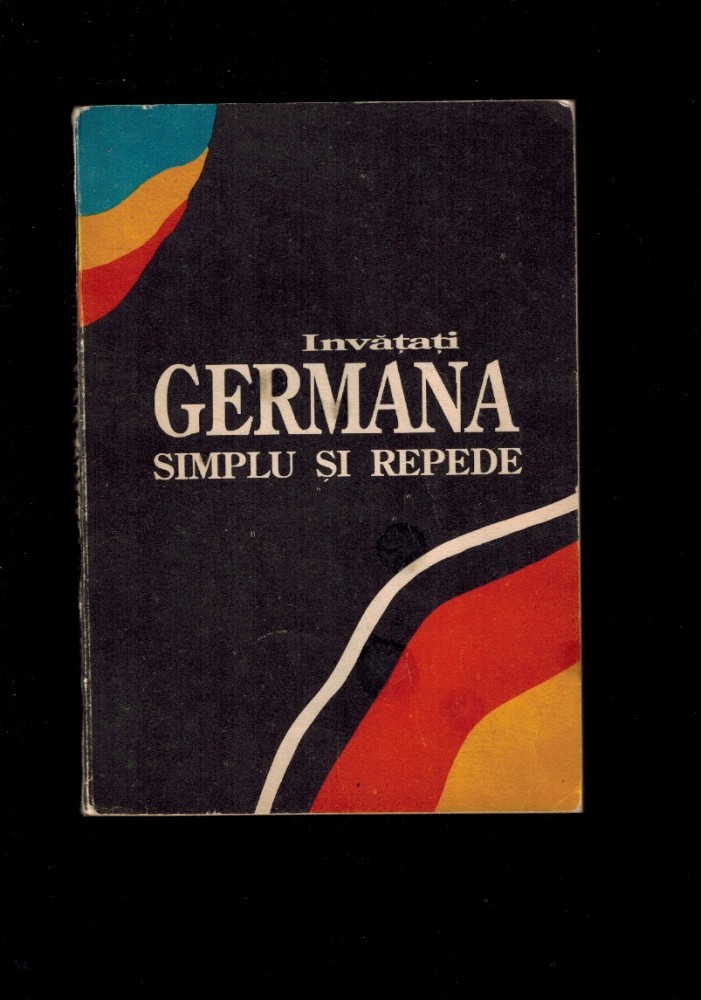 Invățați
GERMANA
SIMPLU ȘI REPEDE